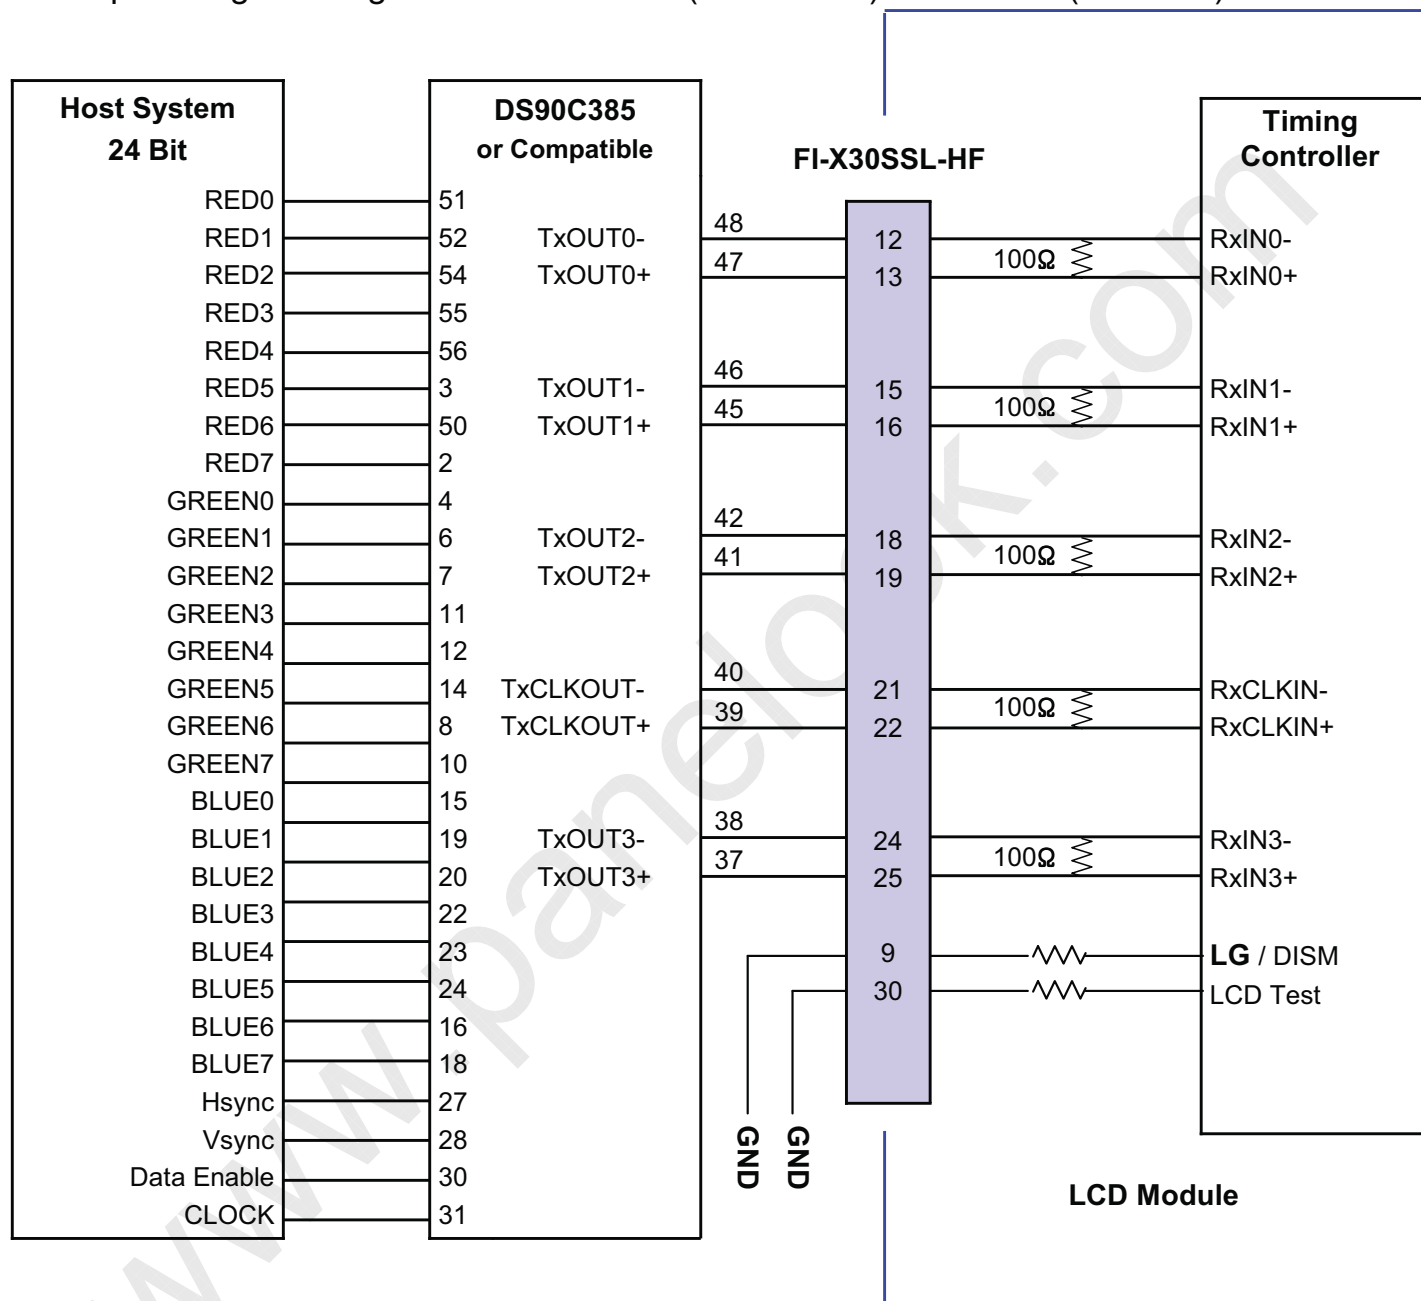 Host System
24 Bit
RED0
RED1
RED2
RED3
RED4
RED5
RED6
RED7
GREEN0
GREEN1
GREEN2
GREEN3
GREEN4
GREEN5
GREEN6
GREEN7
BLUE0
BLUE1
BLUE2
BLUE3
BLUE4
BLUE5
BLUE6
BLUE7
Hsync
Vsync
Data Enable
CLOCK
DS90C385
or Compatible
51
52
54
55
56
3
50
2
4
6
7
11
12
14
8
10
15
19
20
22
23
24
16
18
27
28
30
31
TxOUT0-
TxOUT0+
TxOUT1-
TxOUT1+
TxOUT2-
TxOUT2+
TxCLKOUT-
TxCLKOUT+
TxOUT3-
TxOUT3+
48
47
46
45
42
41
40
39
38
37
GND
GND
FI-X30SSL-HF
12
13
15
16
18
19
21
22
24
25
9
30
100Ω
100Ω
100Ω
100Ω
100Ω
Timing
Controller
RxIN0-
RxIN0+
RxIN1-
RxIN1+
RxIN2-
RxIN2+
RxCLKIN-
RxCLKIN+
RxIN3-
RxIN3+
LG / DISM
LCD Test
LCD Module
www.panelook.com